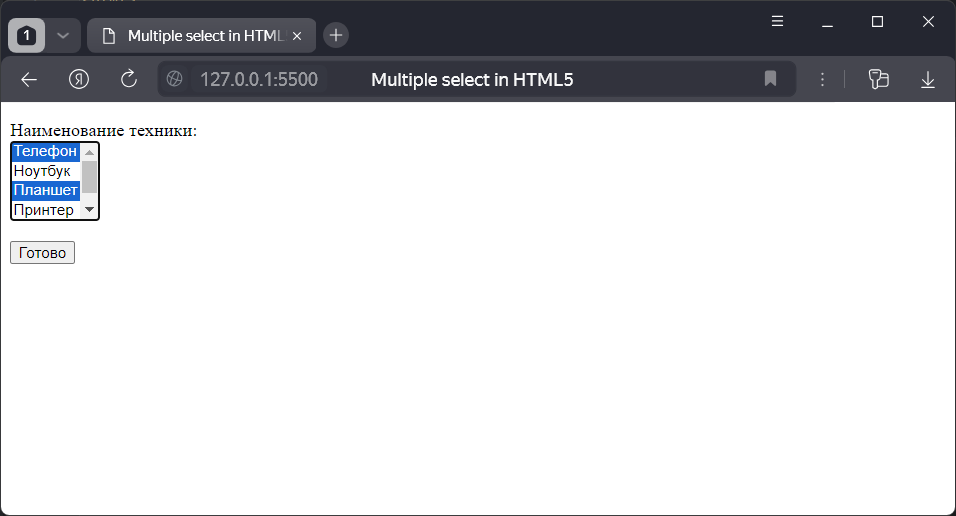 1
Multiple select in HTML
Я
127.0.0.1:5500
Multiple select in HTML5
Наименование техники:
Телефон
Ноутбук
Планшет
Принтер
Готово